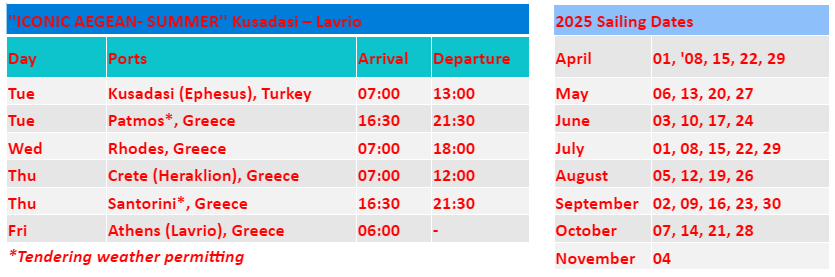 "ICONIC AEGEAN- SUMMER" Kusadasi – Lavrio
Day Ports Arrival Departure
Tue Kusadasi (Ephesus), Turkey 07:00 13:00
Tue Patmos*, Greece 16:30 21:30
Wed Rhodes, Greece 07:00 18:00
Thu Crete (Heraklion), Greece 07:00 12:00
Thu Santorini*, Greece 16:30 21:30
Fri Athens (Lavrio), Greece 06:00 -
*Tendering weather permitting
2025 Sailing Dates
April 01, '08, 15, 22, 29
May 06, 13, 20, 27
June 03, 10, 17, 24
July 01, 08, 15, 22, 29
August 05, 12, 19, 26
September 02, 09, 16, 23, 30
October 07, 14, 21, 28
November 04